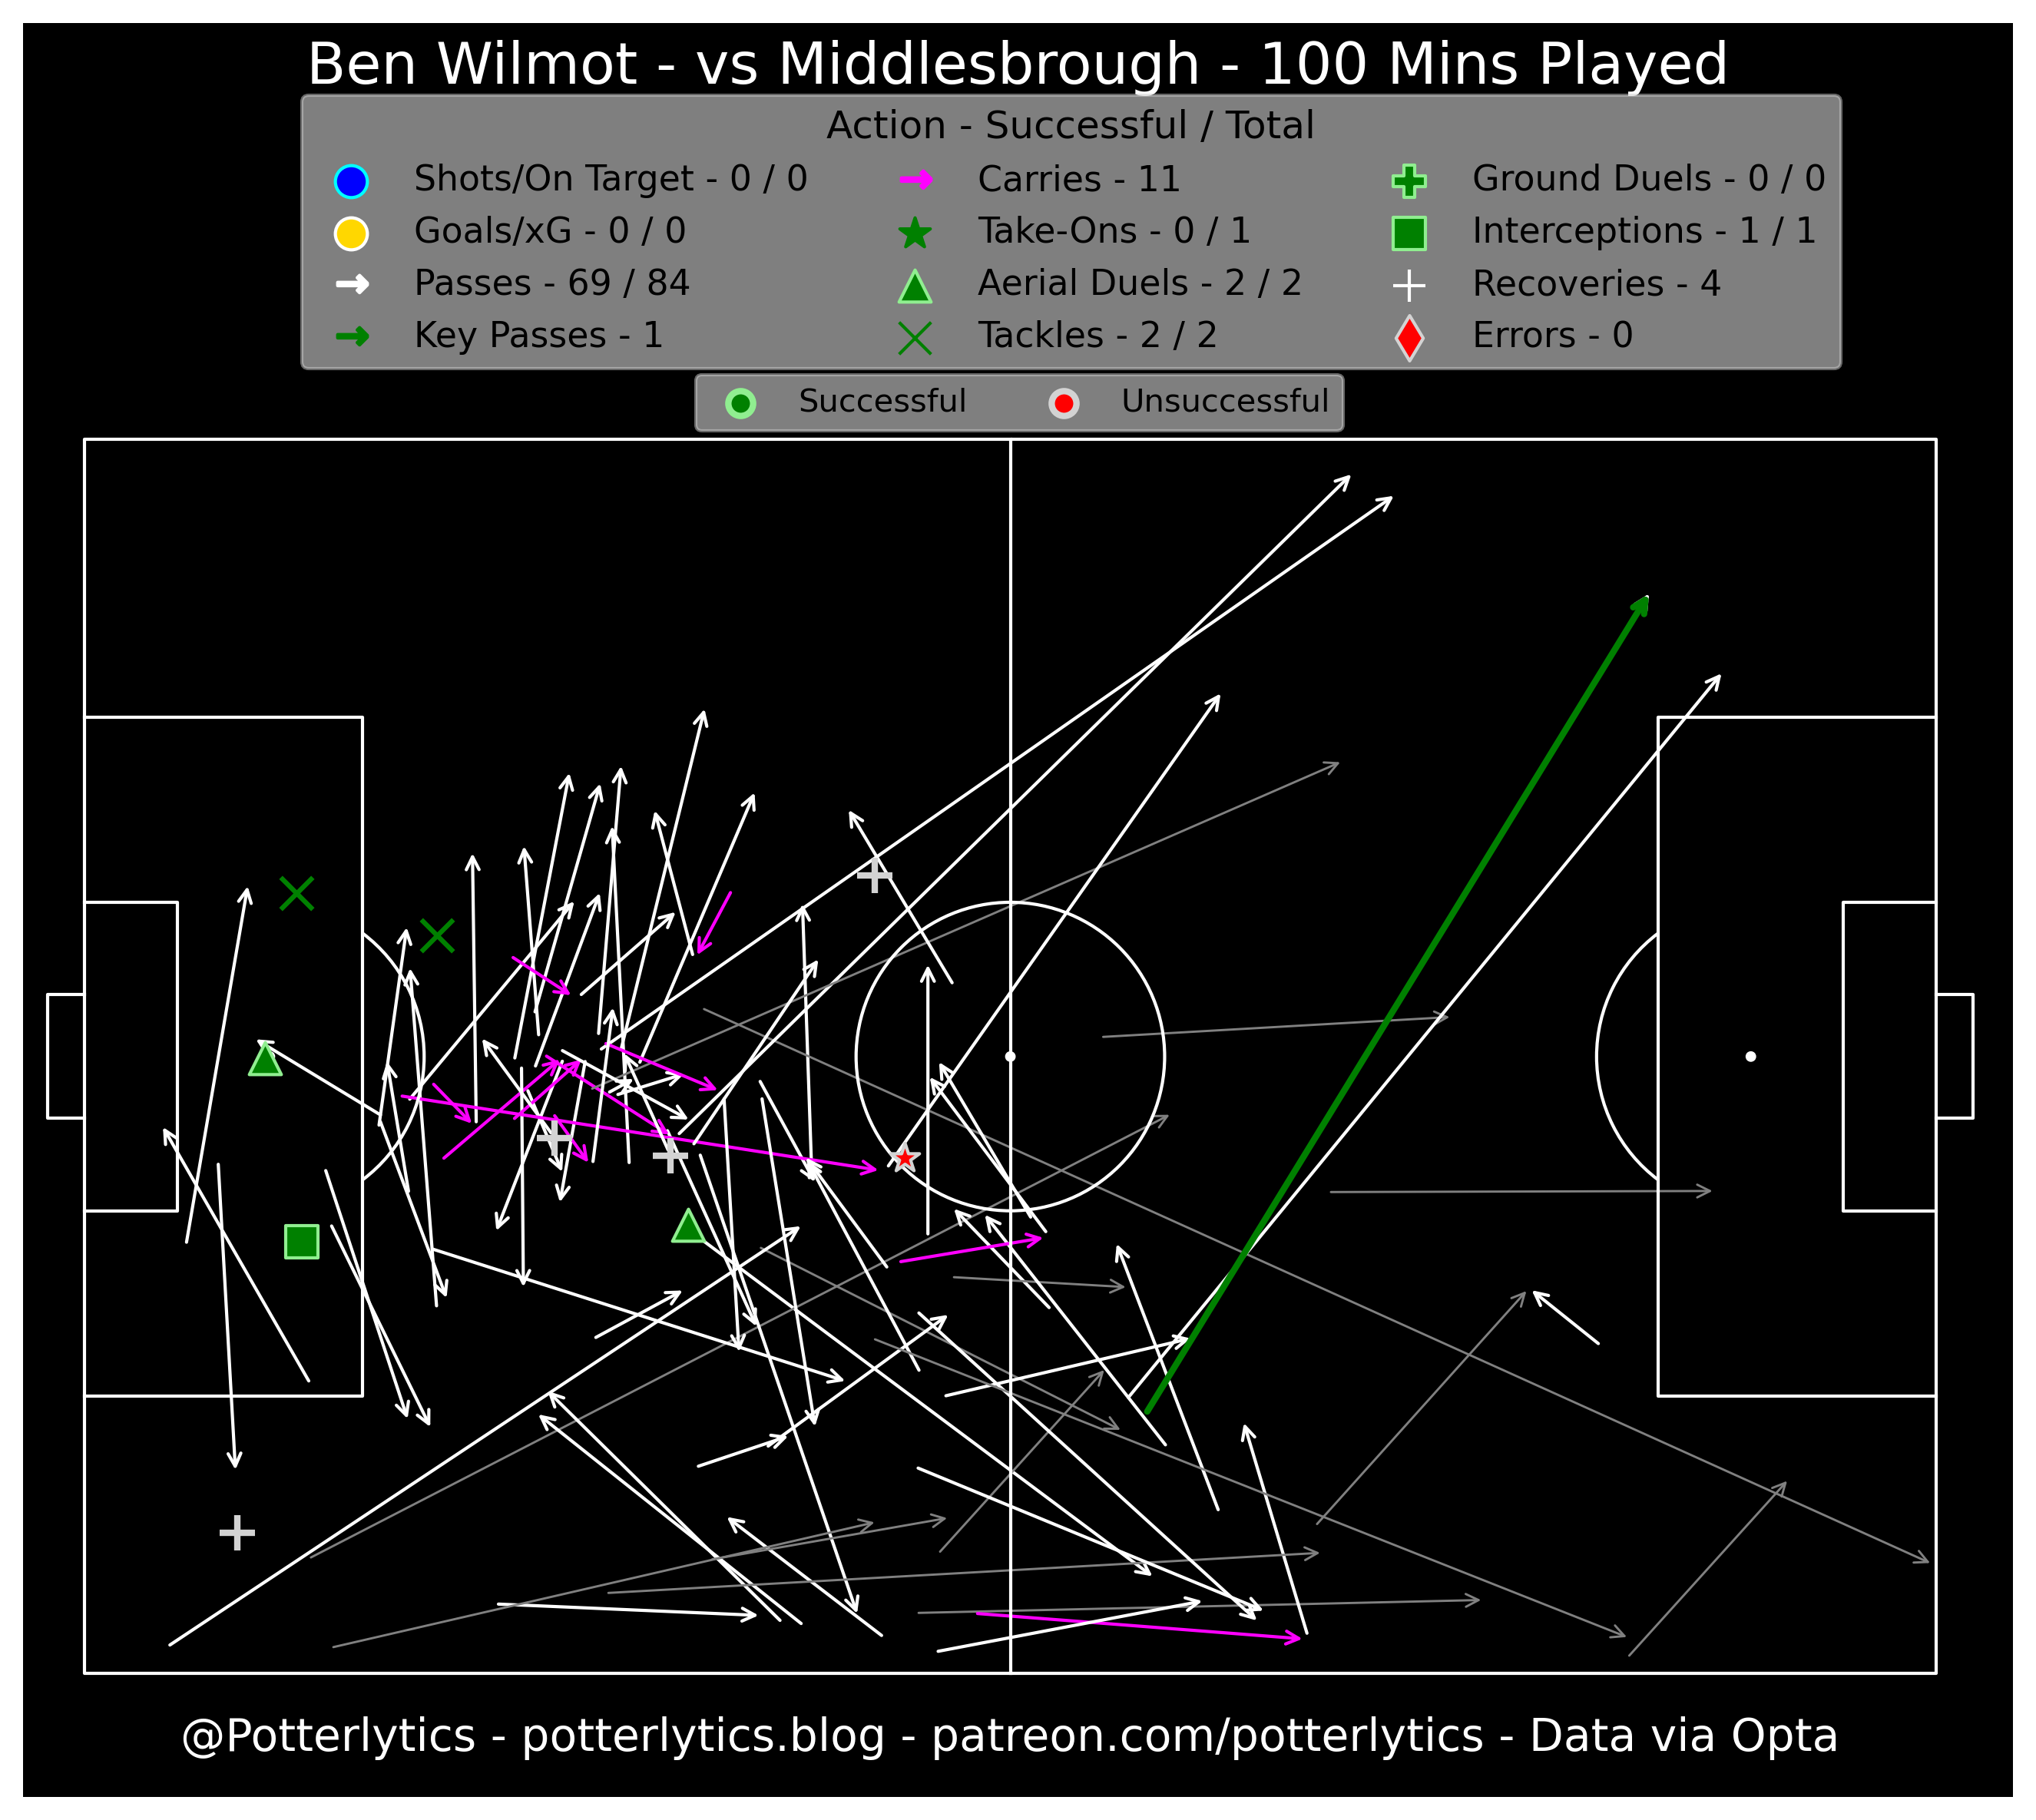 Ben Wilmot - vs Middlesbrough - 100 Mins Played
Action - Successful / Total
Shots/On Target - 0 / 0
Goals/xG - 0 / 0
Passes - 69 / 84
Key Passes - 1
Carries - 11
Take-Ons - 0 / 1
Aerial Duels - 2 / 2
Tackles - 2 / 2
Ground Duels - 0 / 0
Interceptions - 1 / 1
Recoveries - 4
Errors - 0
Successful
Unsuccessful
@Potterlytics - potterlytics.blog - patreon.com/potterlytics - Data via Opta